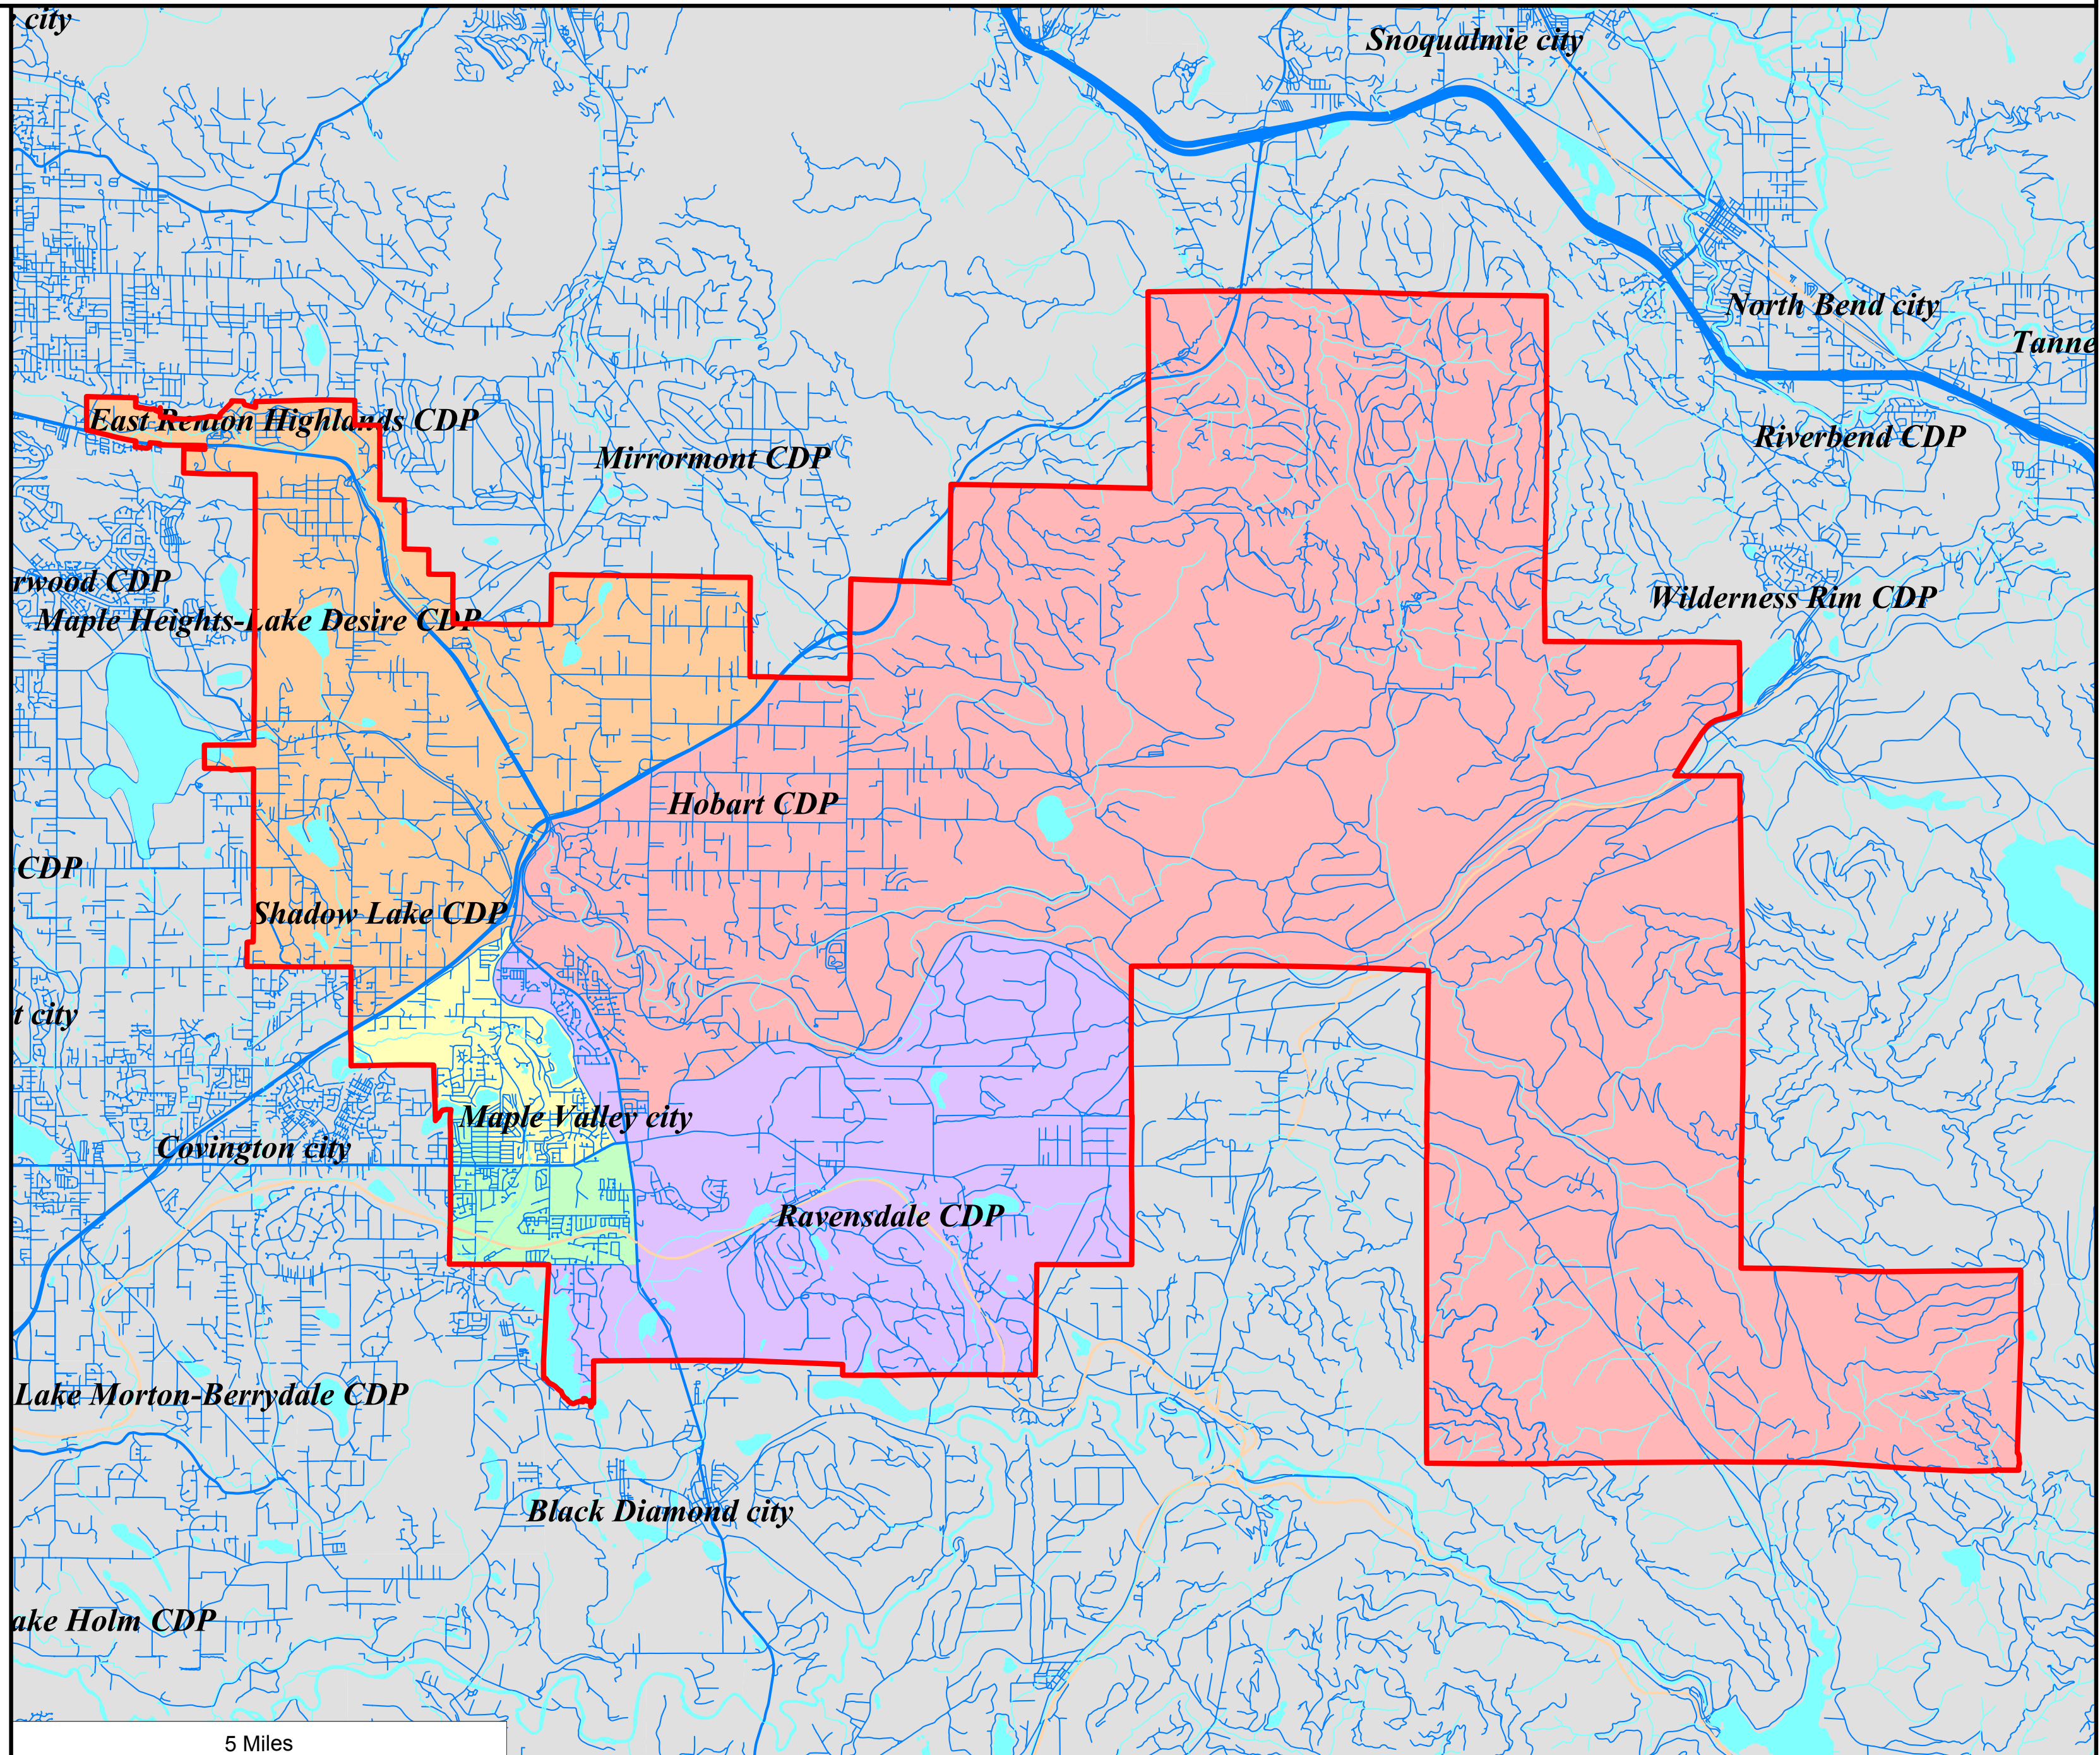 city
Snoqualmie city
North Bend city
Tanne
East Renton Highlands CDP
Riverbend CDP
Mirrormont CDP
rwood CDP
Wilderness Rim CDP
Maple Heights-Lake Desire CDP
Hobart CDP
CDP
Shadow Lake CDP
t city
Maple Valley city
Covington city
Ravensdale CDP
Lake Morton-Berrydale CDP
Black Diamond city
ake Holm CDP
5 Miles